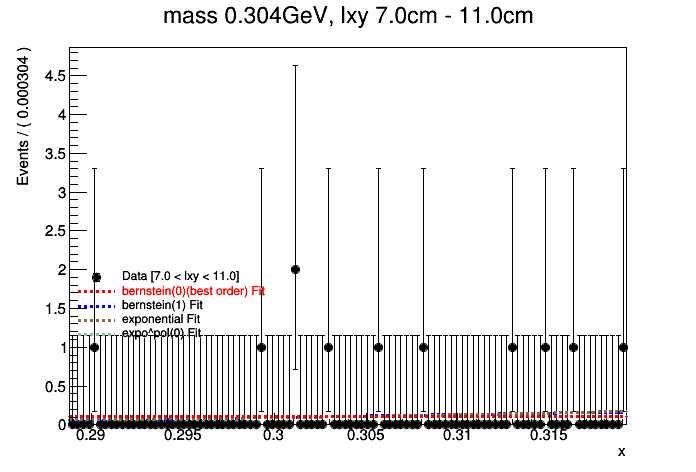 mass 0.304GeV, lxy 7.0cm - 11.0cm
Events / ( 0.000304 )
4.5
4
3.5
3
2.5
2
1.5
1
0.5
0
Data [7.0 < lxy < 11.0]
bernstein(0)(best order) Fit
bernstein(1) Fit
exponential Fit
expo^pol(0) Fit
0.29 0.295 0.3 0.305 0.31 0.315
x